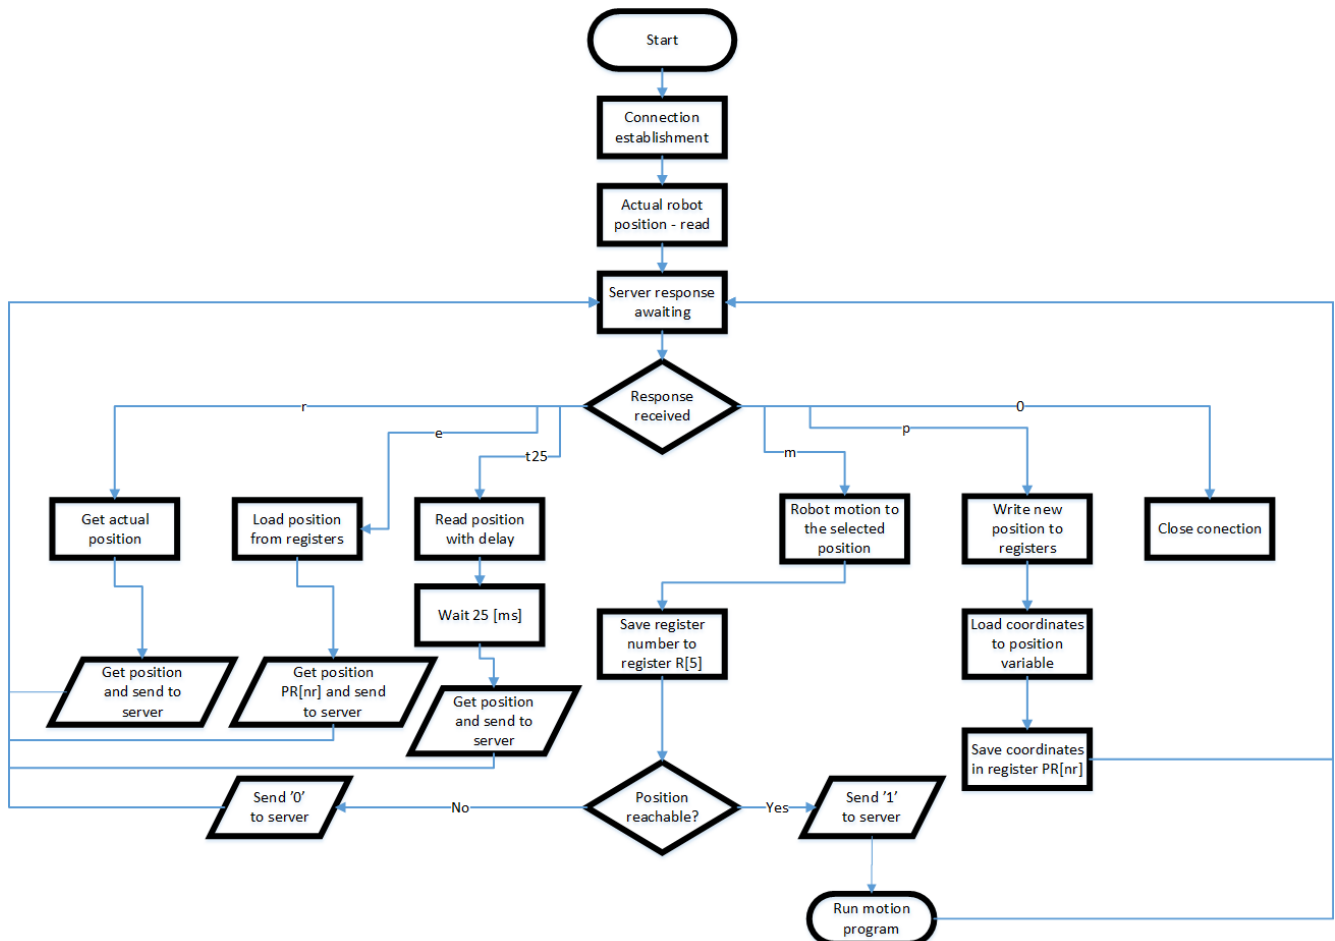 Start
Connection
establishment
Actual robot
position - read
Server response
awaiting
Response
received
r
e
t25
m
p
0
Get actual
position
Load position
from registers
Read position
with delay
Robot motion to
the selected
position
Write new
position to
registers
Close conection
Wait 25 [ms]
Save register
number to
register R[5]
Load coordinates
to position
variable
Get position
and send to
server
Get position
PR[nr] and send
to server
Get position
and send to
server
Save coordinates
in register PR[nr]
Send '0'
to server
No
Position
reachable?
Yes
Send '1'
to server
Run motion
program